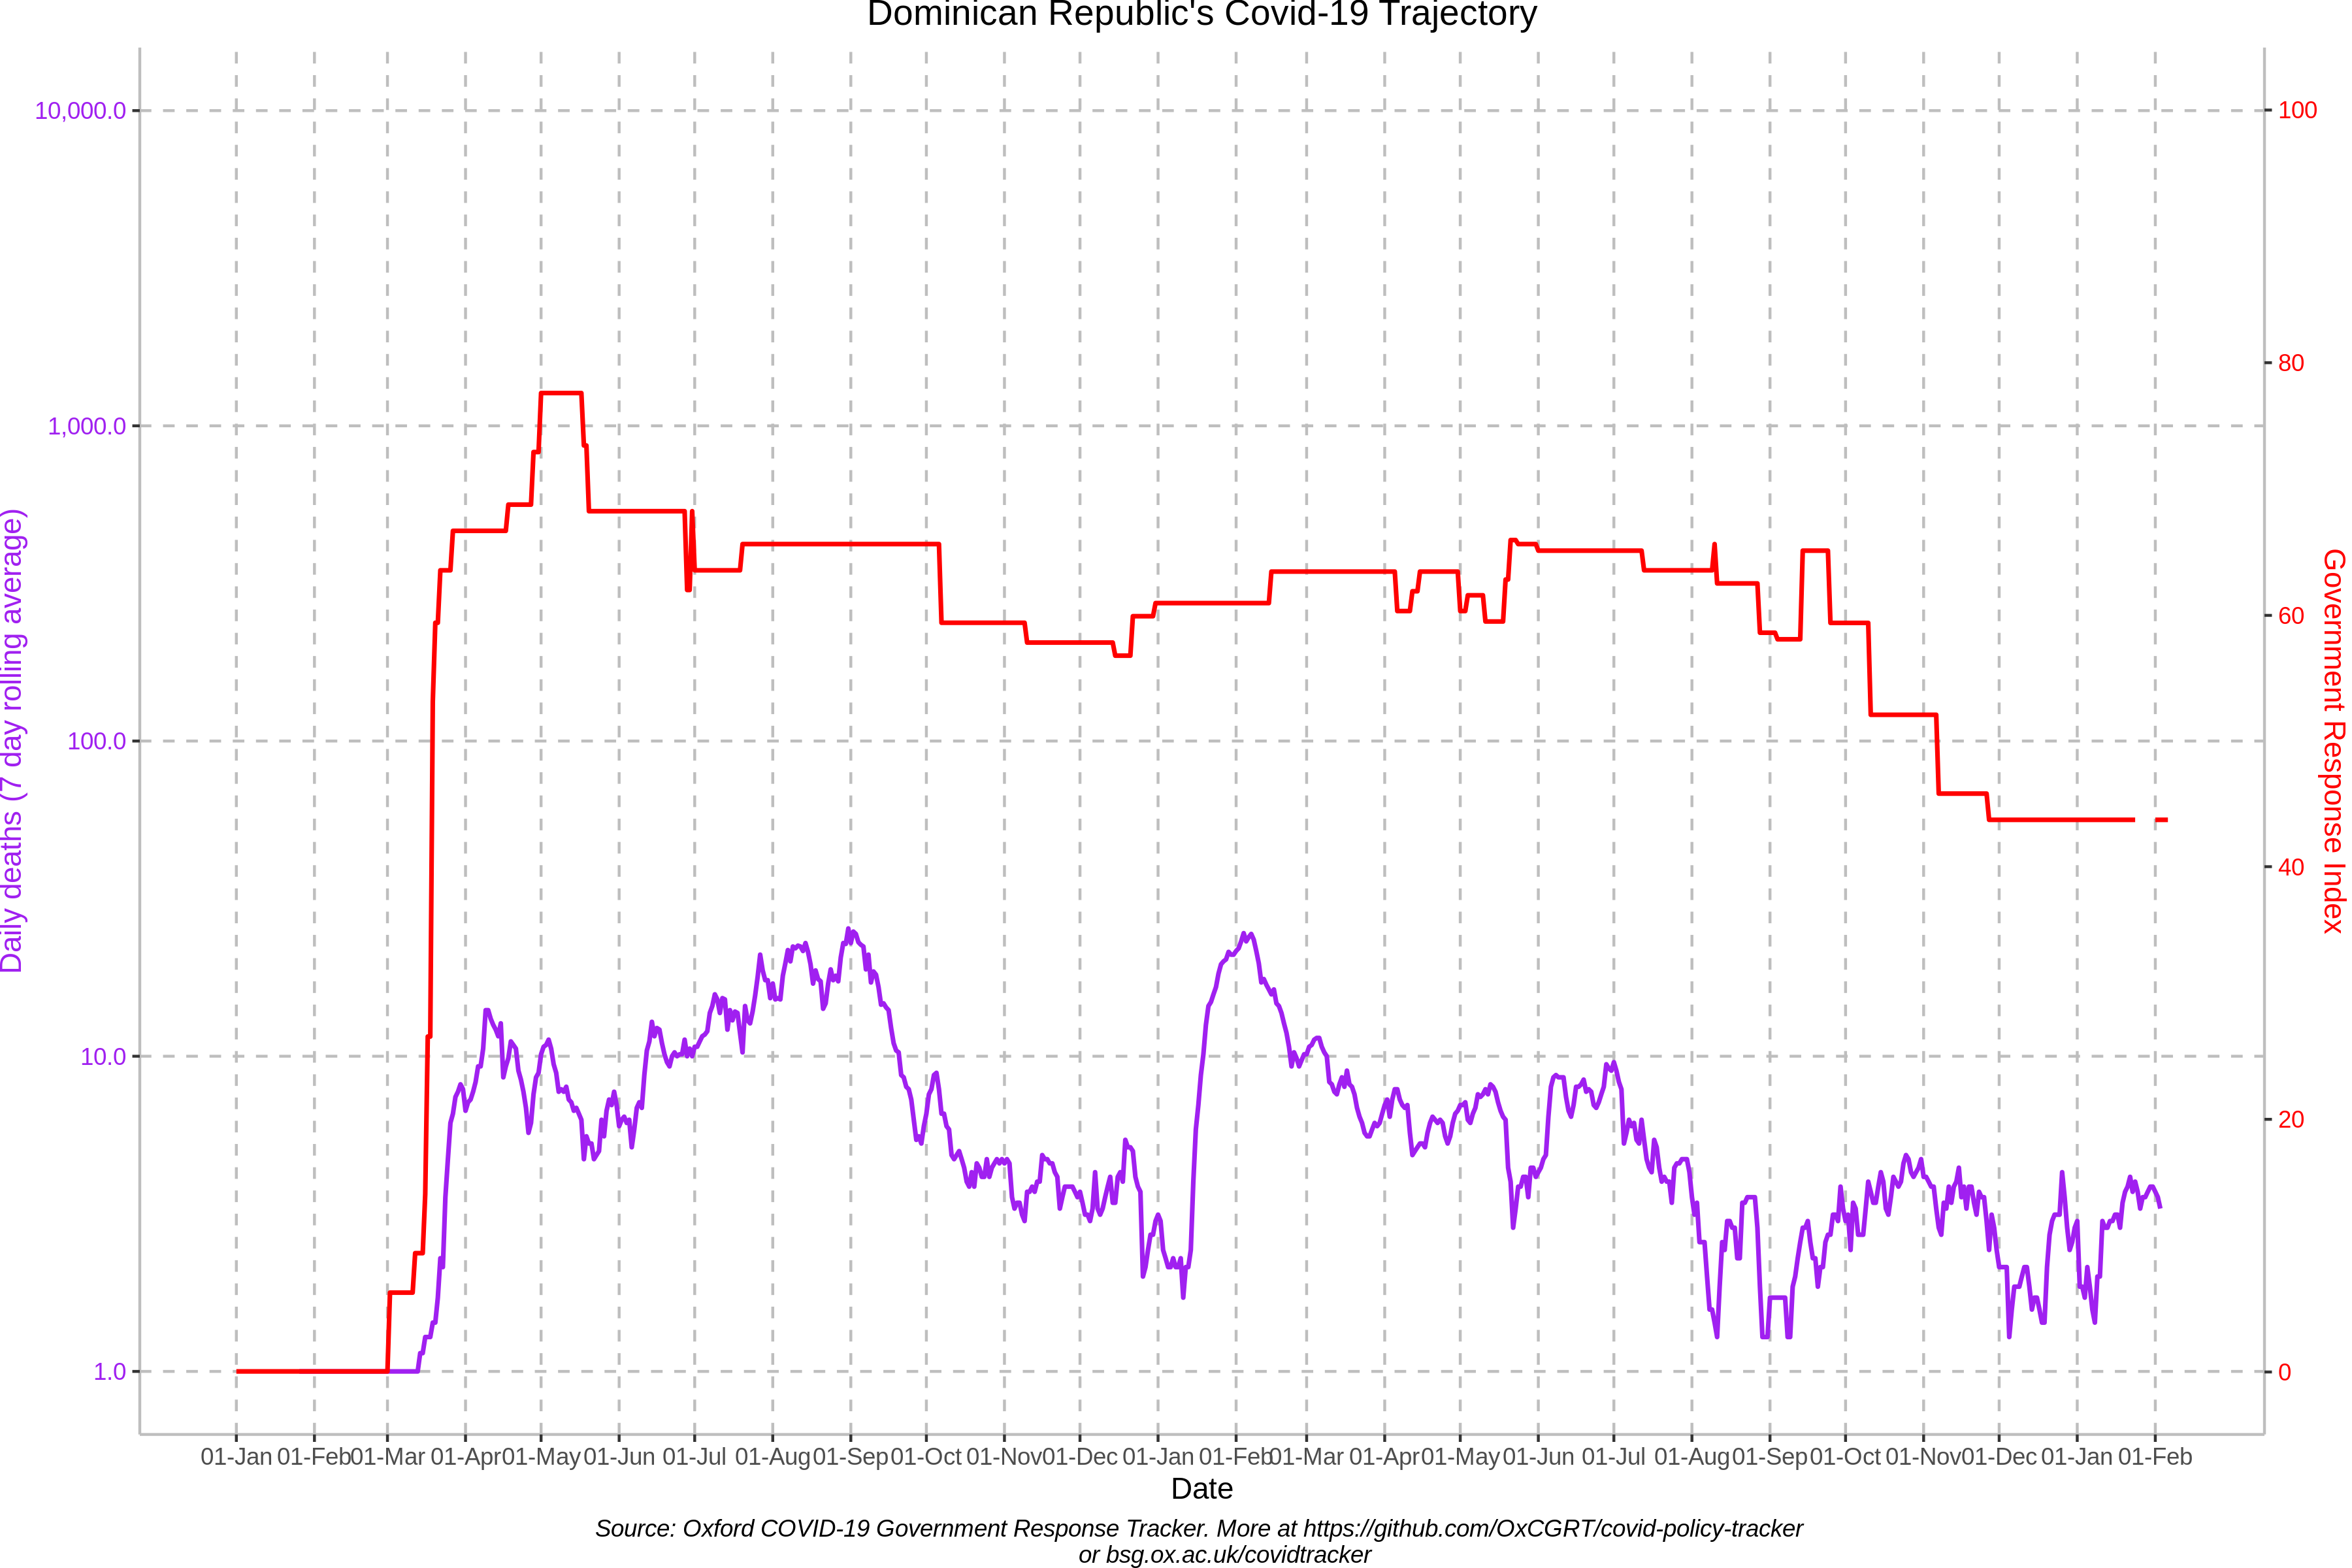 Dominican Republic's Covid-19 Trajectory
10,000.0
1,000.0
100.0
10.0
1.0
Daily deaths (7 day rolling average)
100
80
60
40
20
0
Government Response Index
01-Jan 01-Feb 01-Mar 01-Apr 01-May 01-Jun 01-Jul 01-Aug 01-Sep 01-Oct 01-Nov 01-Dec 01-Jan 01-Feb 01-Mar 01-Apr 01-May 01-Jun 01-Jul 01-Aug 01-Sep 01-Oct 01-Nov 01-Dec 01-Jan 01-Feb
Date
Source: Oxford COVID-19 Government Response Tracker. More at https://github.com/OxCGRT/covid-policy-tracker
or bsg.ox.ac.uk/covidtracker